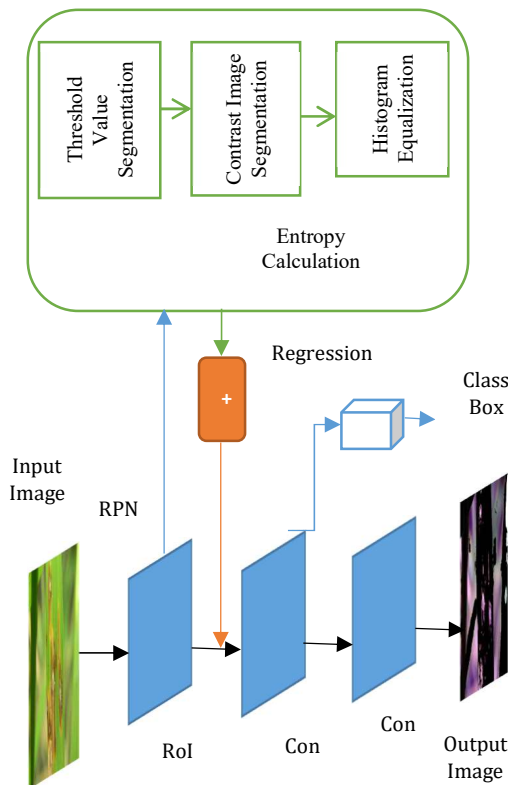 Threshold
Value
Segmentation
Contrast Image
Segmentation
Histogram
Equalization
Entropy
Calculation
Regression
+
Class
Box
Input
Image
RPN
RoI
Con
Con
Output
Image